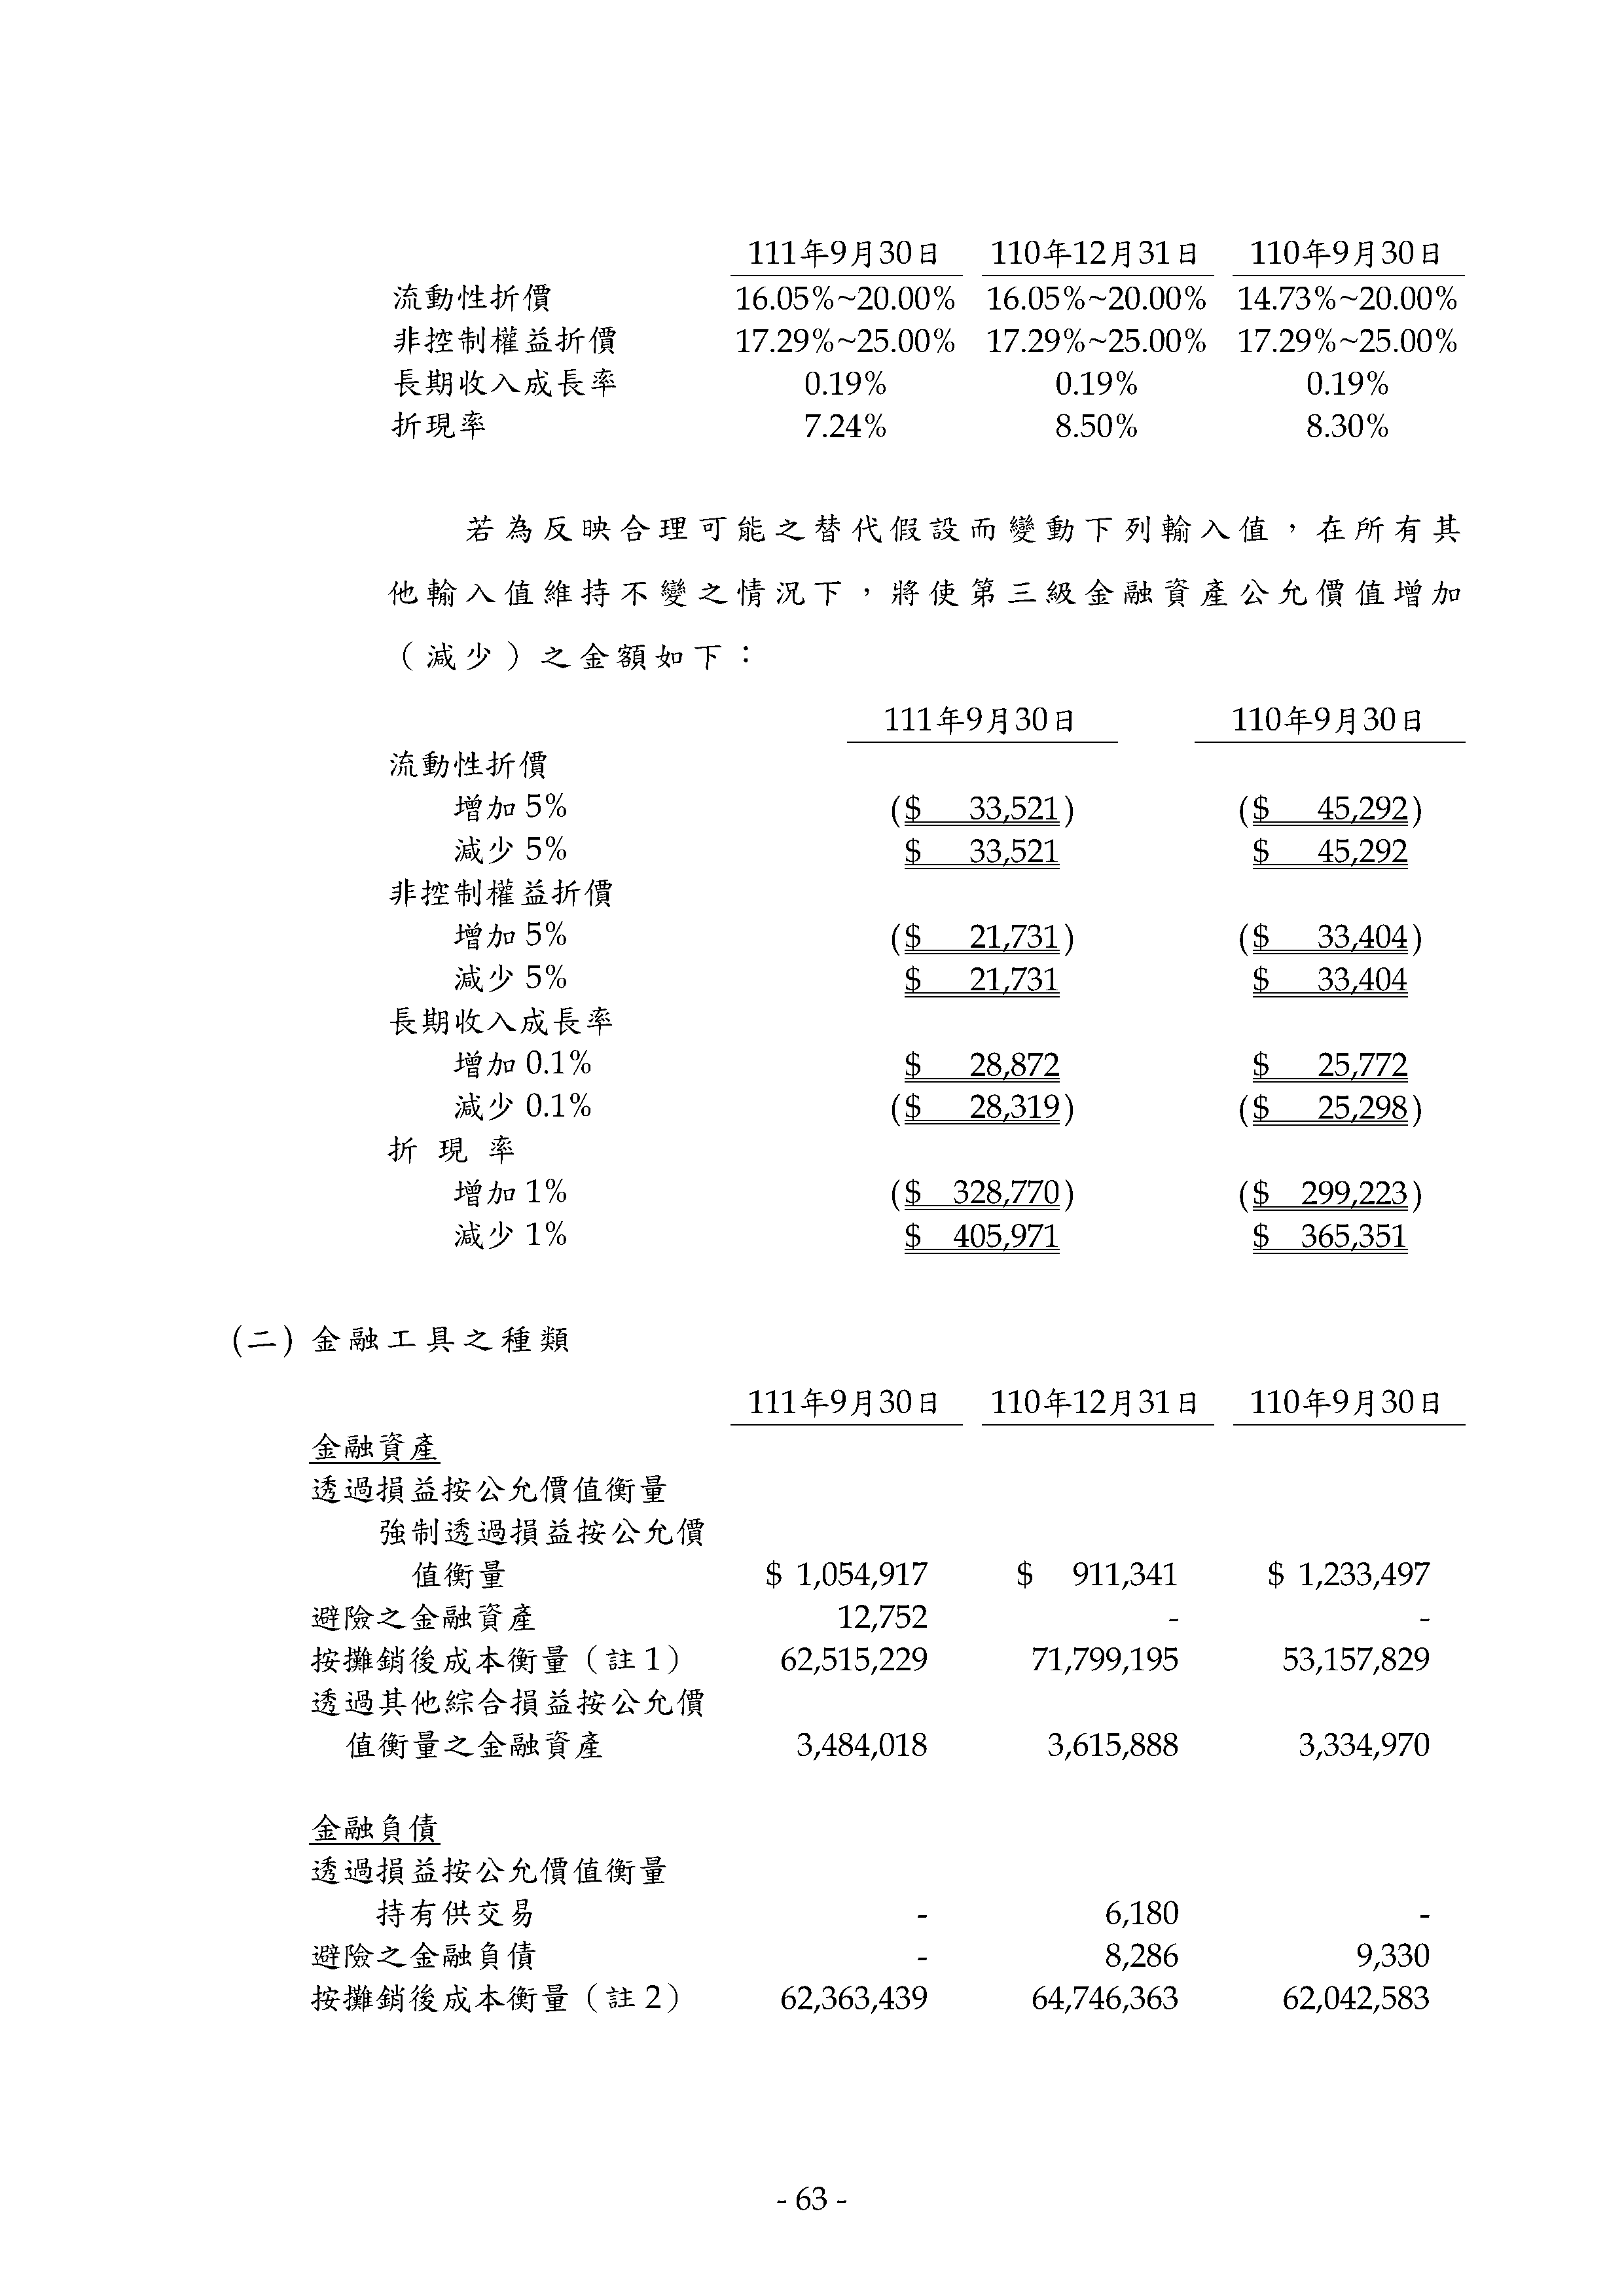 111年9月30日 110年12月31日 110年9月30日
流動性折價 16.05%~20.00% 16.05%~20.00% 14.73%~20.00%
非控制權益折價 17.29%~25.00% 17.29%~25.00% 17.29%~25.00%
長期收入成長率 0.19% 0.19% 0.19%
折現率 7.24% 8.50% 8.30%
若為反映合理可能之替代假設而變動下列輸入值，在所有其
他輸入值維持不變之情況下，將使第三級金融資產公允價值增加
（減少）之金額如下：
111年9月30日 110年9月30日
流動性折價
增加 5% ($ 33,521) ($ 45,292)
減少 5% $ 33,521 $ 45,292
非控制權益折價
增加 5% ($ 21,731) ($ 33,404)
減少 5% $ 21,731 $ 33,404
長期收入成長率
增加 0.1% $ 28,872 $ 25,772
減少 0.1% ($ 28,319) ($ 25,298)
折 現 率
增加 1% ($ 328,770) ($ 299,223)
減少 1% $ 405,971 $ 365,351
(二) 金融工具之種類
111年9月30日 110年12月31日 110年9月30日
金融資產
透過損益按公允價值衡量
強制透過損益按公允價
值衡量 $ 1,054,917 $ 911,341 $ 1,233,497
避險之金融資產 12,752 - -
按攤銷後成本衡量（註 1） 62,515,229 71,799,195 53,157,829
透過其他綜合損益按公允價
值衡量之金融資產 3,484,018 3,615,888 3,334,970
金融負債
透過損益按公允價值衡量
持有供交易 - 6,180 -
避險之金融負債 - 8,286 9,330
按攤銷後成本衡量（註 2） 62,363,439 64,746,363 62,042,583
- 63 -